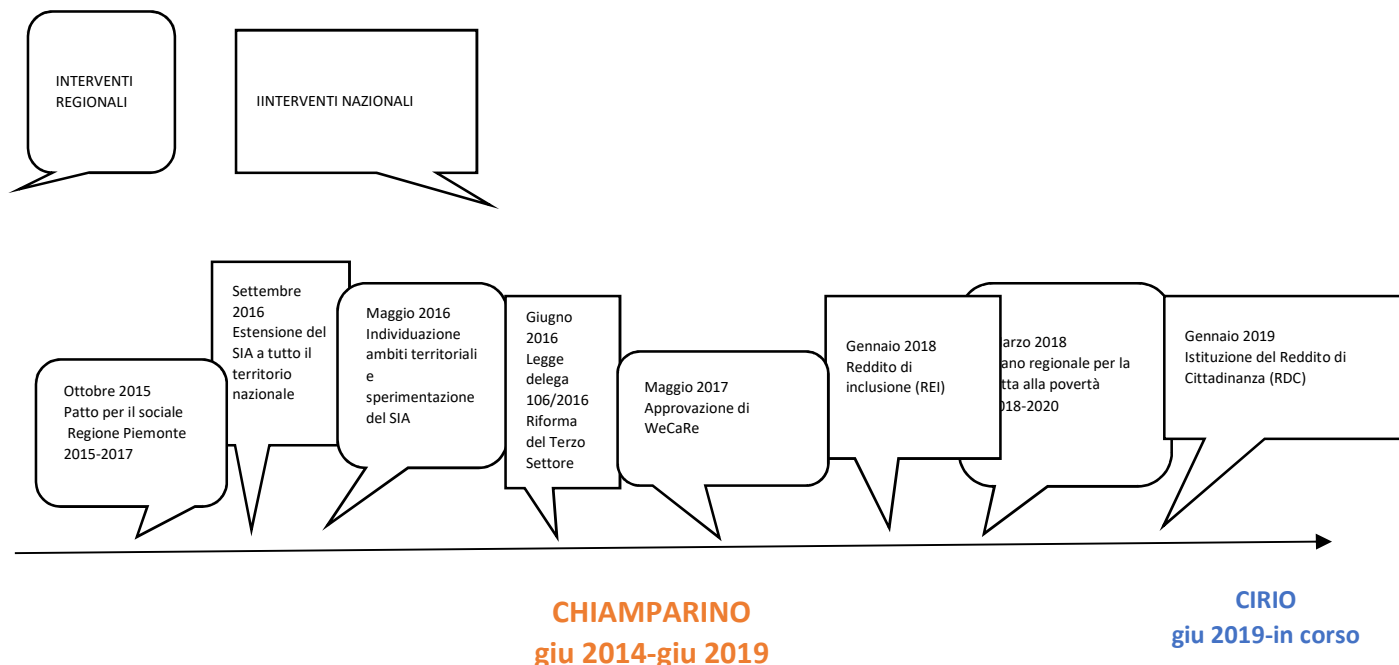 INTERVENTI
REGIONALI
IINTERVENTI NAZIONALI
Ottobre 2015
Patto per il sociale
Regione Piemonte
2015-2017
Settembre
2016
Estensione del
SIA a tutto il
territorio
nazionale
Maggio 2016
Individuazione
ambiti territoriali
e
sperimentazione
del SIA
Giugno
2016
Legge
delega
106/2016
Riforma
del Terzo
Settore
Maggio 2017
Approvazione di
WeCaRe
Gennaio 2018
Reddito di
inclusione (REI)
arzo 2018
ano regionale per la
tta alla povertà
018-2020
Gennaio 2019
Istituzione del Reddito di
Cittadinanza (RDC)
CHIAMPARINO
giu 2014-giu 2019
CIRIO
giu 2019-in corso